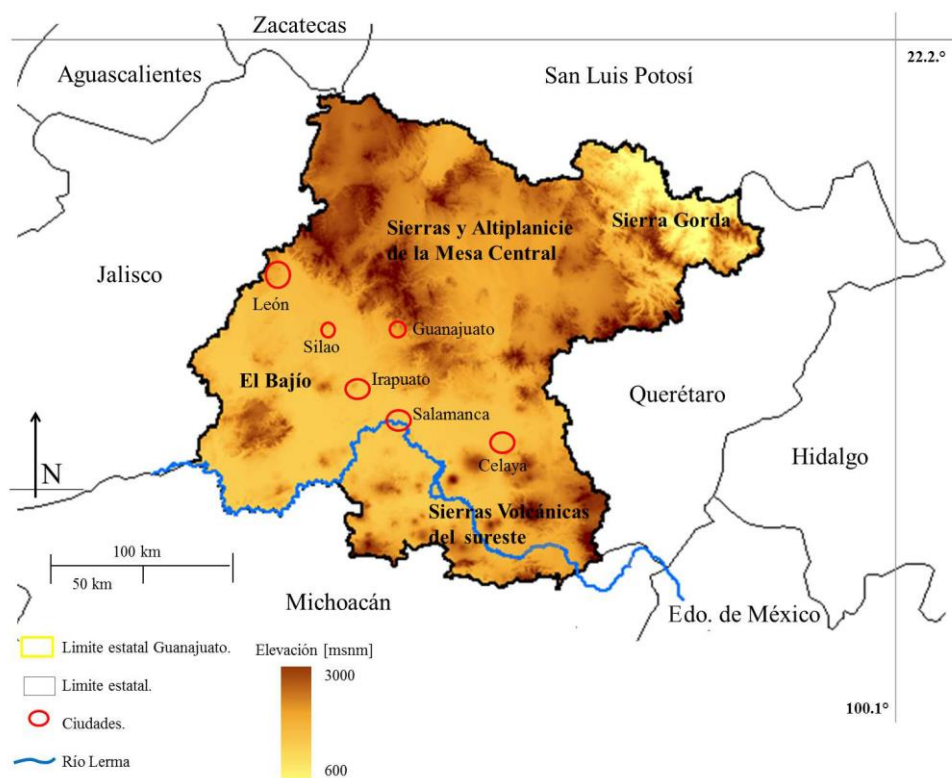 Zacatecas
22.2.°
Aguascalientes
San Luis Potosí
Sierra Gorda
Sierras y Altiplanicie
de la Mesa Central
Jalisco
León
Silao
Guanajuato
El Bajío
Irapuato
Querétaro
Salamanca
Celaya
Hidalgo
N
Sierras Volcánicas
del sureste
100 km
50 km
Michoacán
Edo. de México
Limite estatal Guanajuato.
Elevación [msnm]
3000
Limite estatal.
100.1°
Ciudades.
Río Lerma
600